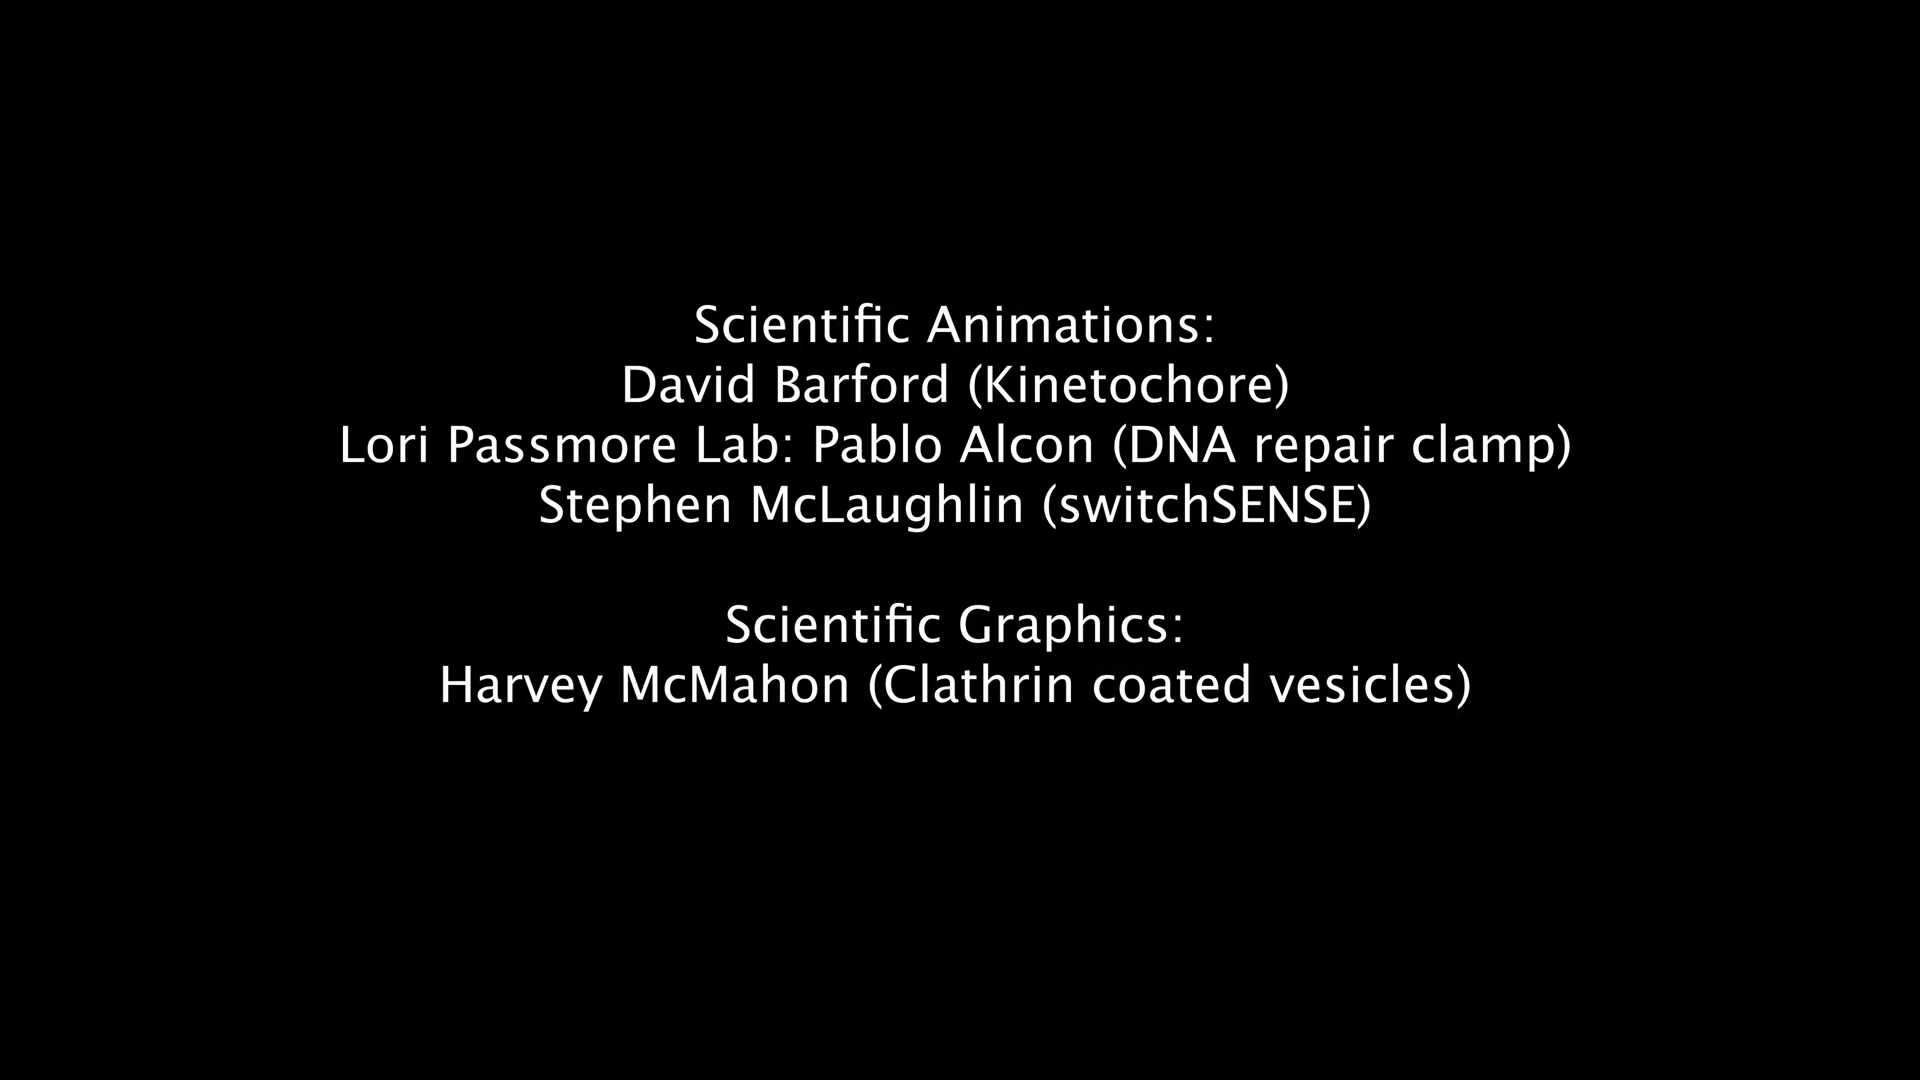 Scientific Animations:
David Barford (Kinetochore)
Lori Passmore Lab: Pablo Alcon (DNA repair clamp)
Stephen McLaughlin (switchSENSE)
Scientific Graphics:
Harvey McMahon (Clathrin coated vesicles)